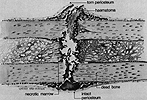 torn periosteum
haematoma
necrotic marrow
intact
periosteum
dead bone